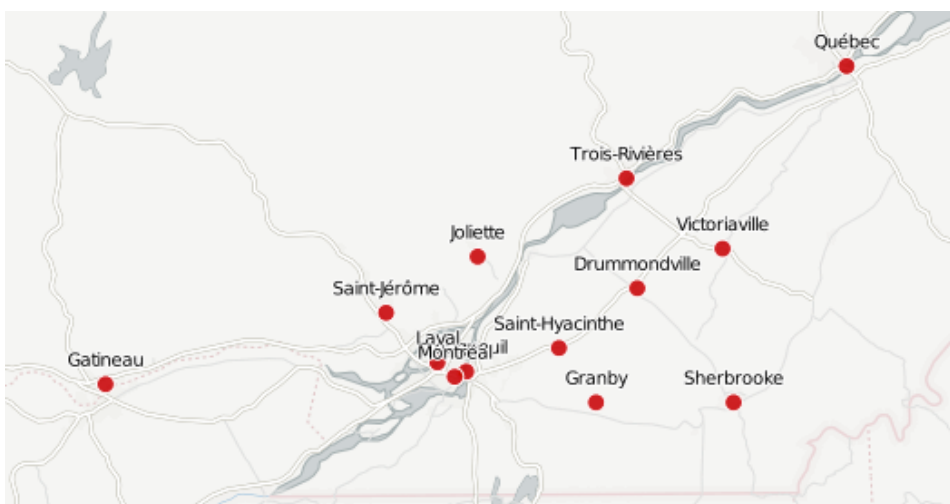 Québec
Trois-Rivières
Victoriaville
Joliette
Drummondville
Saint-Jérôme
Saint-Hyacinthe
Laval
Montréal
Gatineau
Granby
Sherbrooke